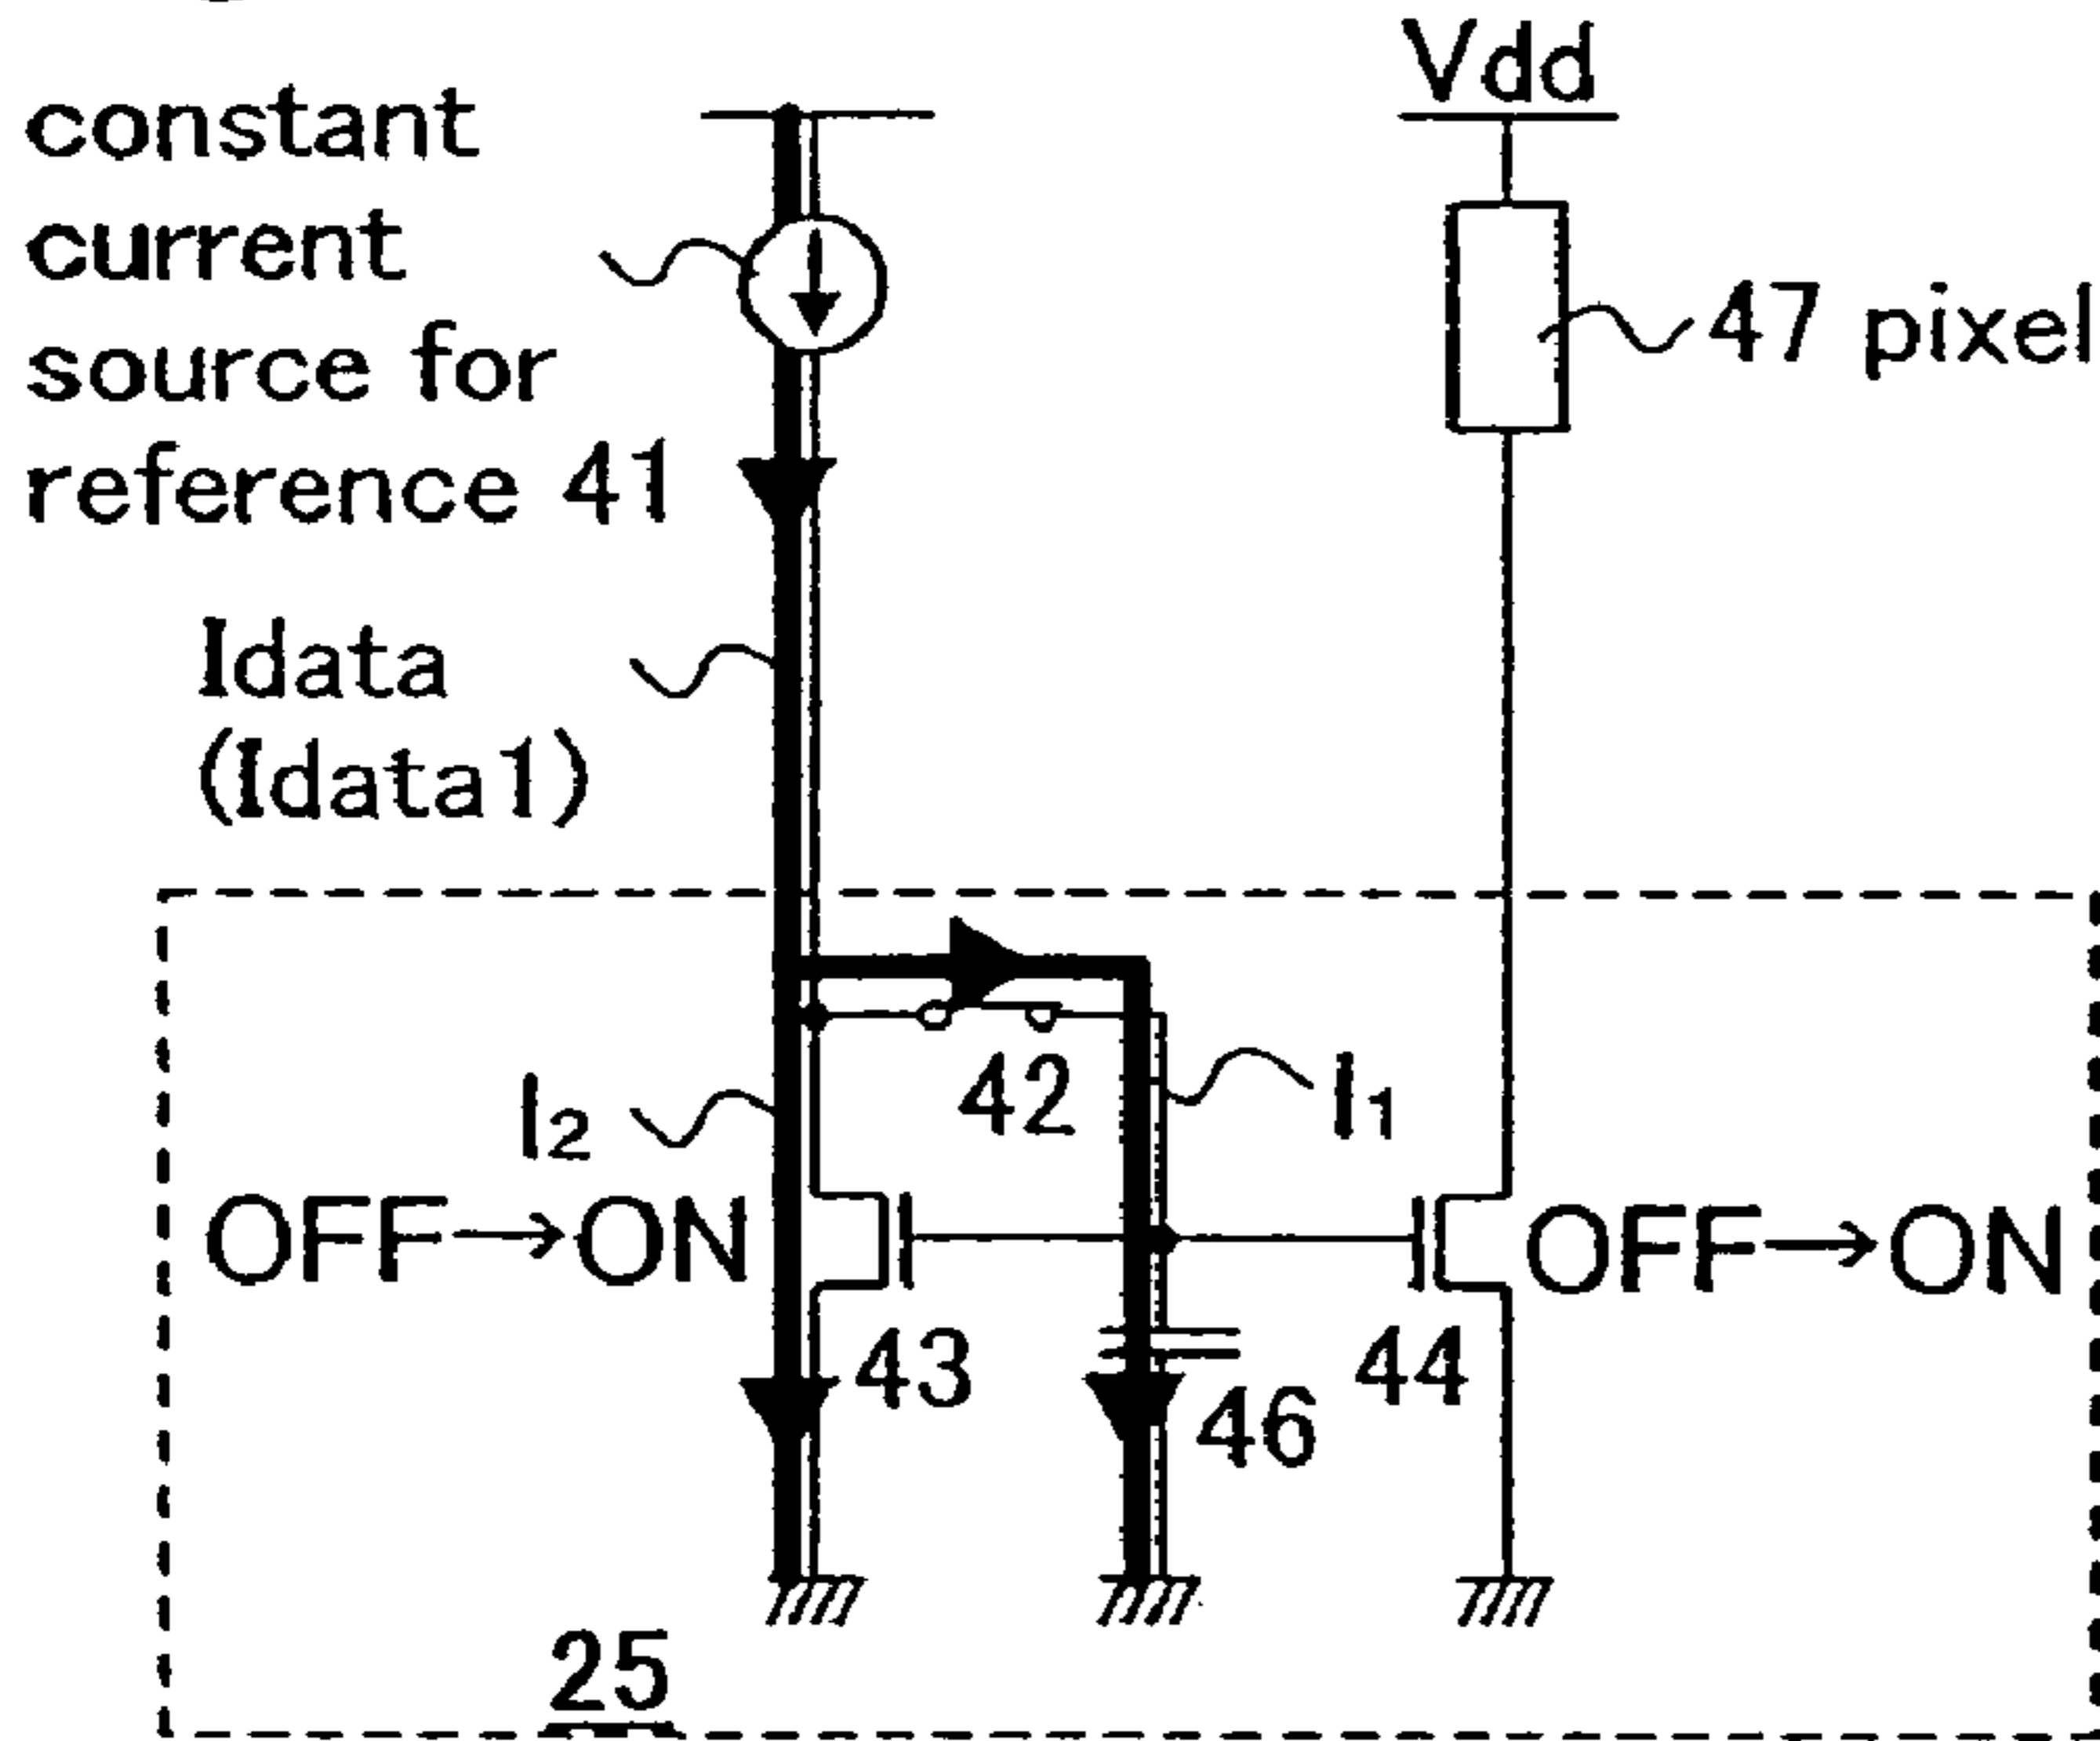 constant
current
source for
reference 41
Vdd
47 pixel
Idata
(Idata1)
I₂
42
I₁
OFF→ON
OFF→ON
43
44
46
25